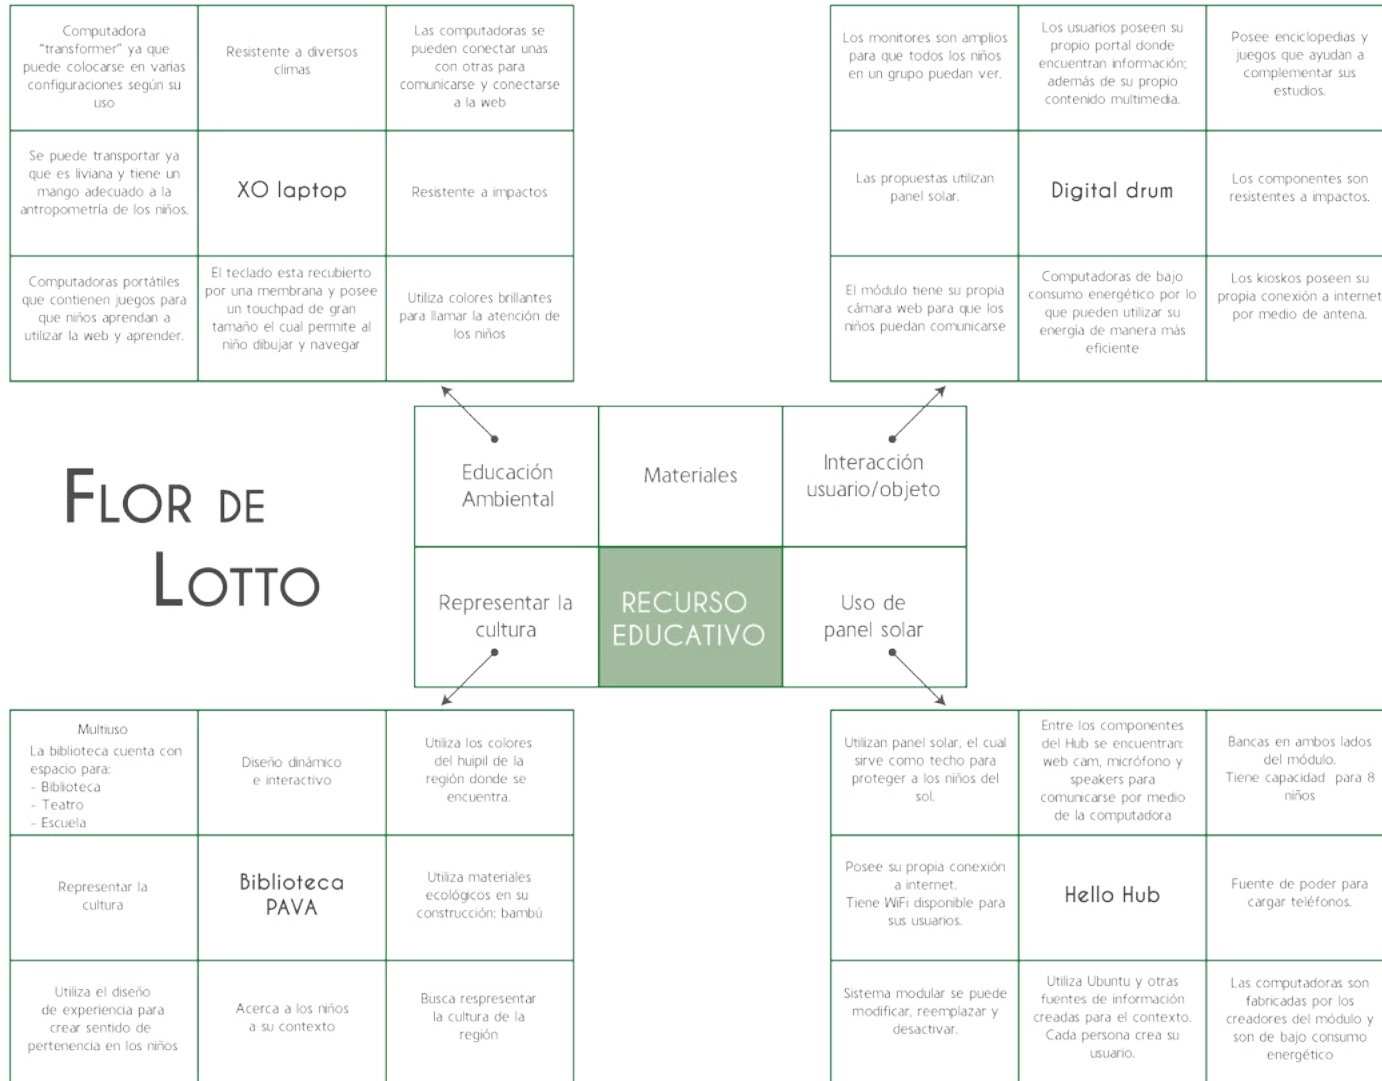 Computadora
"transformer" ya que
puede colocarse en varias
configuraciones según su
uso
Resistente a diversos
climas
Las computadoras se
pueden conectar unas
con otras para
comunicarse y conectarse
a la web
Se puede transportar ya
que es liviana y tiene un
mango adecuado a la
antropometría de los niños.
XO laptop
Resistente a impactos
Computadoras portátiles
que contienen juegos para
que niños aprendan a
utilizar la web y aprender.
El teclado esta recubierto
por una membrana y posee
un touchpad de gran
tamaño el cual permite al
niño dibujar y navegar
Utiliza colores brillantes
para llamar la atención de
los niños
Los monitores son amplios
para que todos los niños
en un grupo puedan ver.
Los usuarios poseen su
propio portal donde
encuentran información;
además de su propio
contenido multimedia.
Posee enciclopedias y
juegos que ayudan a
complementar sus
estudios.
Las propuestas utilizan
panel solar.
Digital drum
Los componentes son
resistentes a impactos.
El módulo tiene su propia
cámara web para que los
niños puedan comunicarse
Computadoras de bajo
consumo energético por lo
que pueden utilizar su
energía de manera más
eficiente
Los kioskos poseen su
propia conexión a internet
por medio de antena.
FLOR DE
LOTTO
Educación
Ambiental
Materiales
Interacción
usuario/objeto
Representar la
cultura
RECURSO
EDUCATIVO
Uso de
panel solar
Multiuso
La biblioteca cuenta con
espacio para:
- Biblioteca
- Teatro
- Escuela
Diseño dinámico
e interactivo
Utiliza los colores
del huipil de la
región donde se
encuentra.
Representar la
cultura
Biblioteca
PAVA
Utiliza materiales
ecológicos en su
construcción: bambú
Utiliza el diseño
de experiencia para
crear sentido de
pertenencia en los niños
Acerca a los niños
a su contexto
Busca respresentar
la cultura de la
región
Utilizan panel solar, el cual
sirve como techo para
proteger a los niños del
sol.
Entre los componentes
del Hub se encuentran:
web cam, micrófono y
speakers para
comunicarse por medio
de la computadora
Bancas en ambos lados
del módulo.
Tiene capacidad para 8
niños
Posee su propia conexión
a internet.
Tiene WiFi disponible para
sus usuarios.
Hello Hub
Fuente de poder para
cargar teléfonos.
Sistema modular se puede
modificar, reemplazar y
desactivar.
Utiliza Ubuntu y otras
fuentes de información
creadas para el contexto.
Cada persona crea su
usuario.
Las computadoras son
fabricadas por los
creadores del módulo y
son de bajo consumo
energético